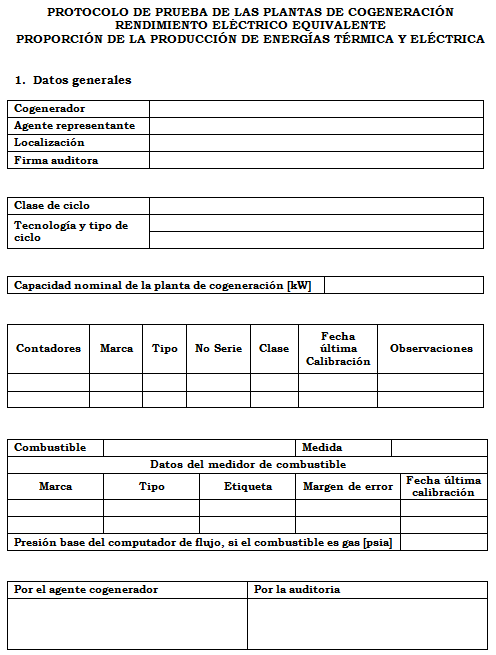 PROTOCOLO DE PRUEBA DE LAS PLANTAS DE COGENERACIÓN
RENDIMIENTO ELÉCTRICO EQUIVALENTE
PROPORCIÓN DE LA PRODUCCIÓN DE ENERGÍAS TÉRMICA Y ELÉCTRICA
1. Datos generales
Cogenerador
Agente representante
Localización
Firma auditora
Clase de ciclo
Tecnología y tipo de
ciclo
Capacidad nominal de la planta de cogeneración [kW]
Contadores Marca Tipo No Serie Clase Fecha
última
Calibración Observaciones
Combustible Medida
Datos del medidor de combustible
Marca Tipo Etiqueta Margen de error Fecha última
calibración
Presión base del computador de flujo, si el combustible es gas [psia]
Por el agente cogenerador Por la auditoria